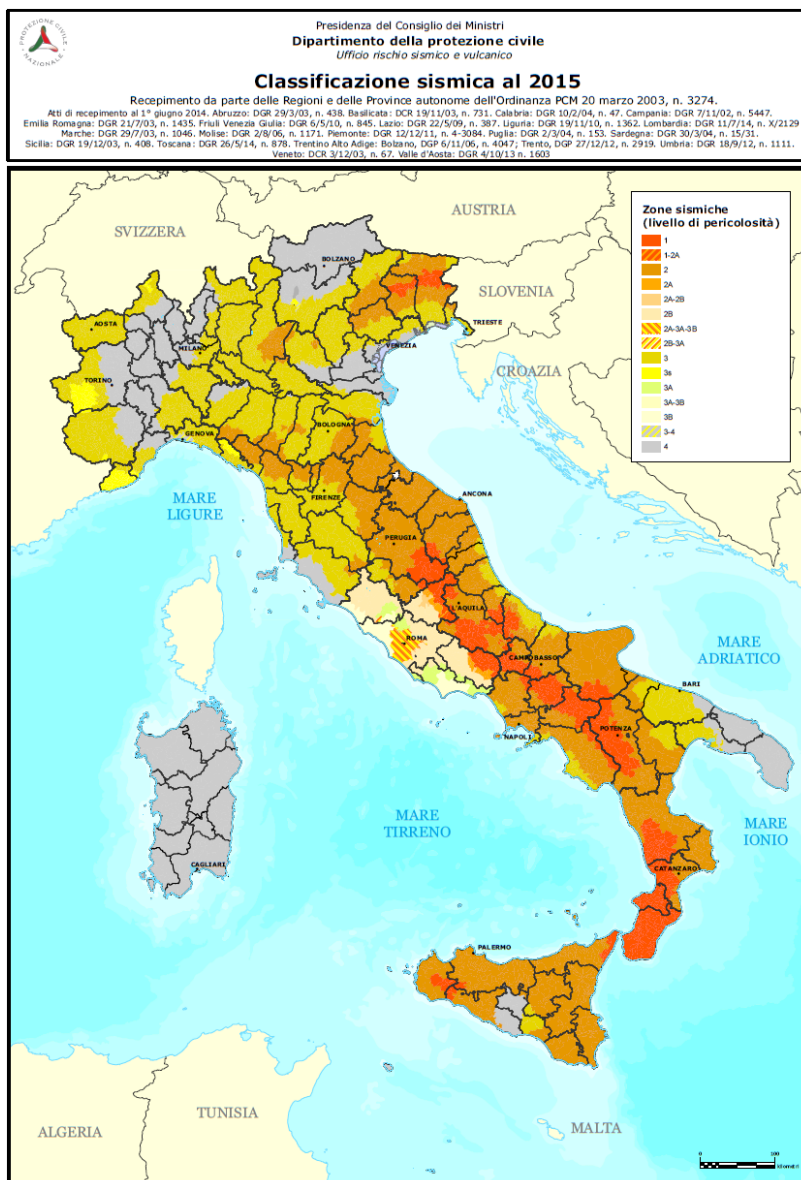 PROTEZIONE CIVILE
NAZIONALE
Presidenza del Consiglio dei Ministri
Dipartimento della protezione civile
Ufficio rischio sismico e vulcanico
Classificazione sismica al 2015
Recepimento da parte delle Regioni e delle Province autonome dell'Ordinanza PCM 20 marzo 2003, n. 3274.
Atti di recepimento al 1° giugno 2014. Abruzzo: DGR 29/3/03, n. 438. Basilicata: DCR 19/11/03, n. 731. Calabria: DGR 10/2/04, n. 47. Campania: DGR 7/11/02, n. 5447.
Emilia Romagna: DGR 21/7/03, n. 1435. Friuli Venezia Giulia: DGR 6/5/10, n. 845. Lazio: DGR 22/5/09, n. 387. Liguria: DGR 19/11/10, n. 1362. Lombardia: DGR 11/7/14, n. X/2129
Marche: DGR 29/7/03, n. 1046. Molise: DGR 2/8/06, n. 1171. Piemonte: DGR 12/12/11, n. 4-3084. Puglia: DGR 2/3/04, n. 153. Sardegna: DGR 30/3/04, n. 15/31.
Sicilia: DGR 19/12/03, n. 408. Toscana: DGR 26/5/14, n. 878. Trentino Alto Adige: Bolzano, DGP 6/11/06, n. 4047; Trento, DGP 27/12/12, n. 2919. Umbria: DGR 18/9/12, n. 1111.
Veneto: DCR 3/12/03, n. 67. Valle d'Aosta: DGR 4/10/13 n. 1603
Zone sismiche
(livello di pericolosità)
1
1-2A
2
2A
2A-2B
2B
2A-3A-3B
2B-3A
3
3s
3A
3A-3B
3B
3-4
4
AUSTRIA
SVIZZERA
BOLZANO
SLOVENIA
AOSTA
TRIESTE
MILANO
VENEZIA
CROAZIA
TORINO
BOLOGNA
GENOVA
MARE
LIGURE
FIRENZE
ANCONA
PERUGIA
L'AQUILA
ROMA
CAMPOBASSO
MARE
ADRIATICO
BARI
NAPOLI
POTENZA
MARE
TIRRENO
MARE
IONIO
CAGLIARI
CATANZARO
PALERMO
TUNISIA
ALGERIA
MALTA
0 100
kilometri